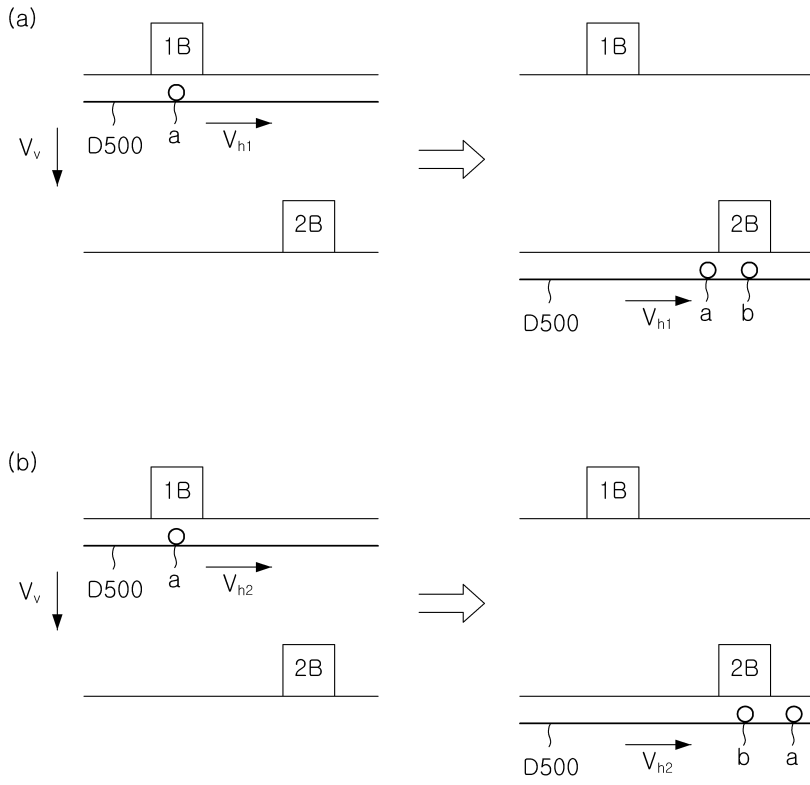 (a)
1B 1B
D500 a Vh1
Vv
2B 2B
D500 Vh1 a b
(b)
1B 1B
D500 a Vh2
Vv
2B 2B
D500 Vh2 b a